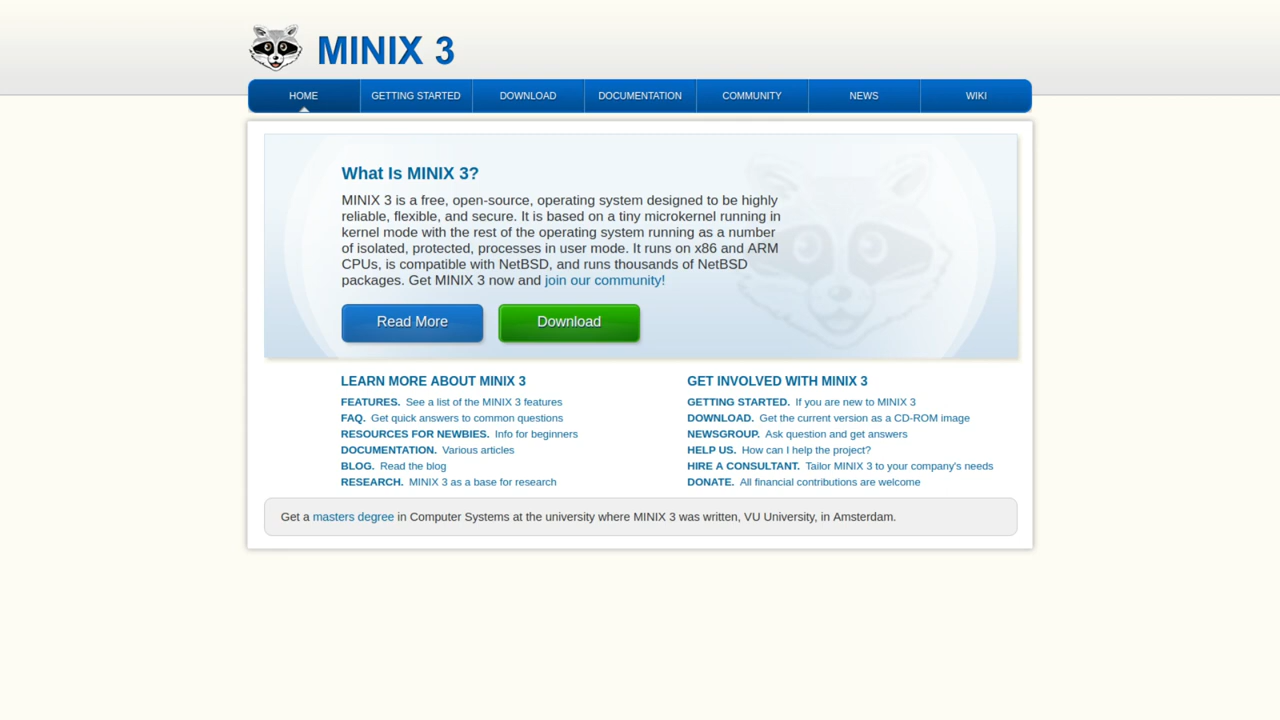 MINIX 3
HOME
GETTING STARTED
DOWNLOAD
DOCUMENTATION
COMMUNITY
NEWS
WIKI
What Is MINIX 3?
MINIX 3 is a free, open-source, operating system designed to be highly
reliable, flexible, and secure. It is based on a tiny microkernel running in
kernel mode with the rest of the operating system running as a number
of isolated, protected, processes in user mode. It runs on x86 and ARM
CPUs, is compatible with NetBSD, and runs thousands of NetBSD
packages. Get MINIX 3 now and join our community!
Read More
Download
LEARN MORE ABOUT MINIX 3
FEATURES. See a list of the MINIX 3 features
FAQ. Get quick answers to common questions
RESOURCES FOR NEWBIES. Info for beginners
DOCUMENTATION. Various articles
BLOG. Read the blog
RESEARCH. MINIX 3 as a base for research
GET INVOLVED WITH MINIX 3
GETTING STARTED. If you are new to MINIX 3
DOWNLOAD. Get the current version as a CD-ROM image
NEWSGROUP. Ask question and get answers
HELP US. How can I help the project?
HIRE A CONSULTANT. Tailor MINIX 3 to your company's needs
DONATE. All financial contributions are welcome
Get a masters degree in Computer Systems at the university where MINIX 3 was written, VU University, in Amsterdam.